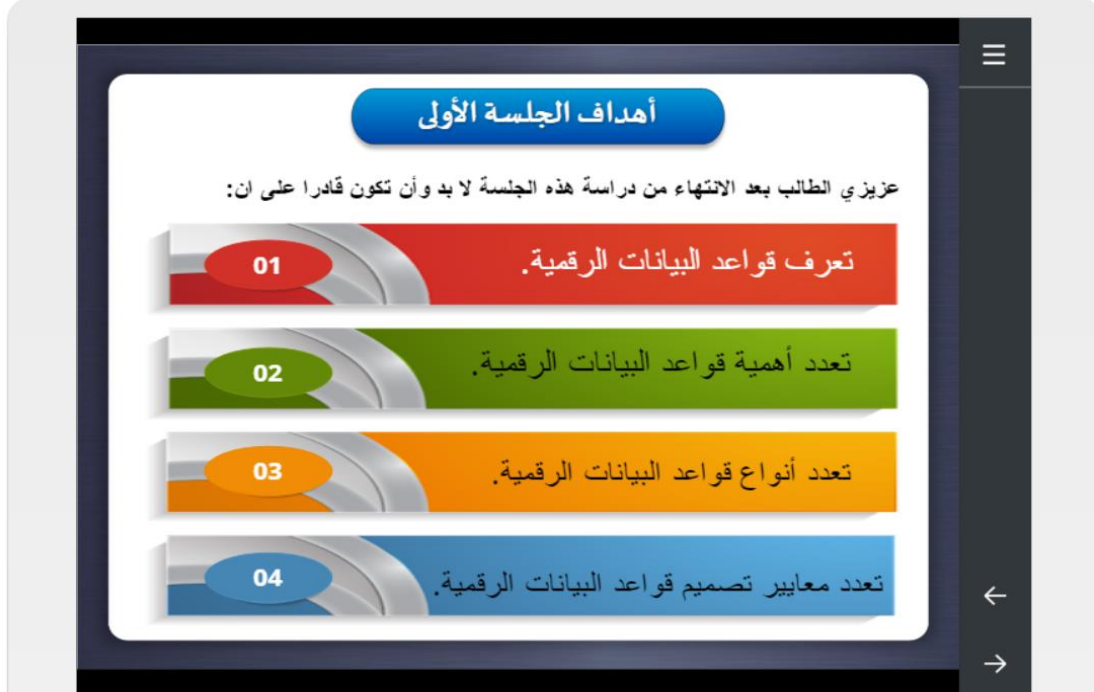 أهداف الجلسة الأولى
عزيزي الطالب بعد الانتهاء من دراسة هذه الجلسة لا بد وأن تكون قادرا على ان:
01
تعرف قواعد البيانات الرقمية.
02
تعدد أهمية قواعد البيانات الرقمية.
03
تعدد أنواع قواعد البيانات الرقمية.
04
تعدد معايير تصميم قواعد البيانات الرقمية.